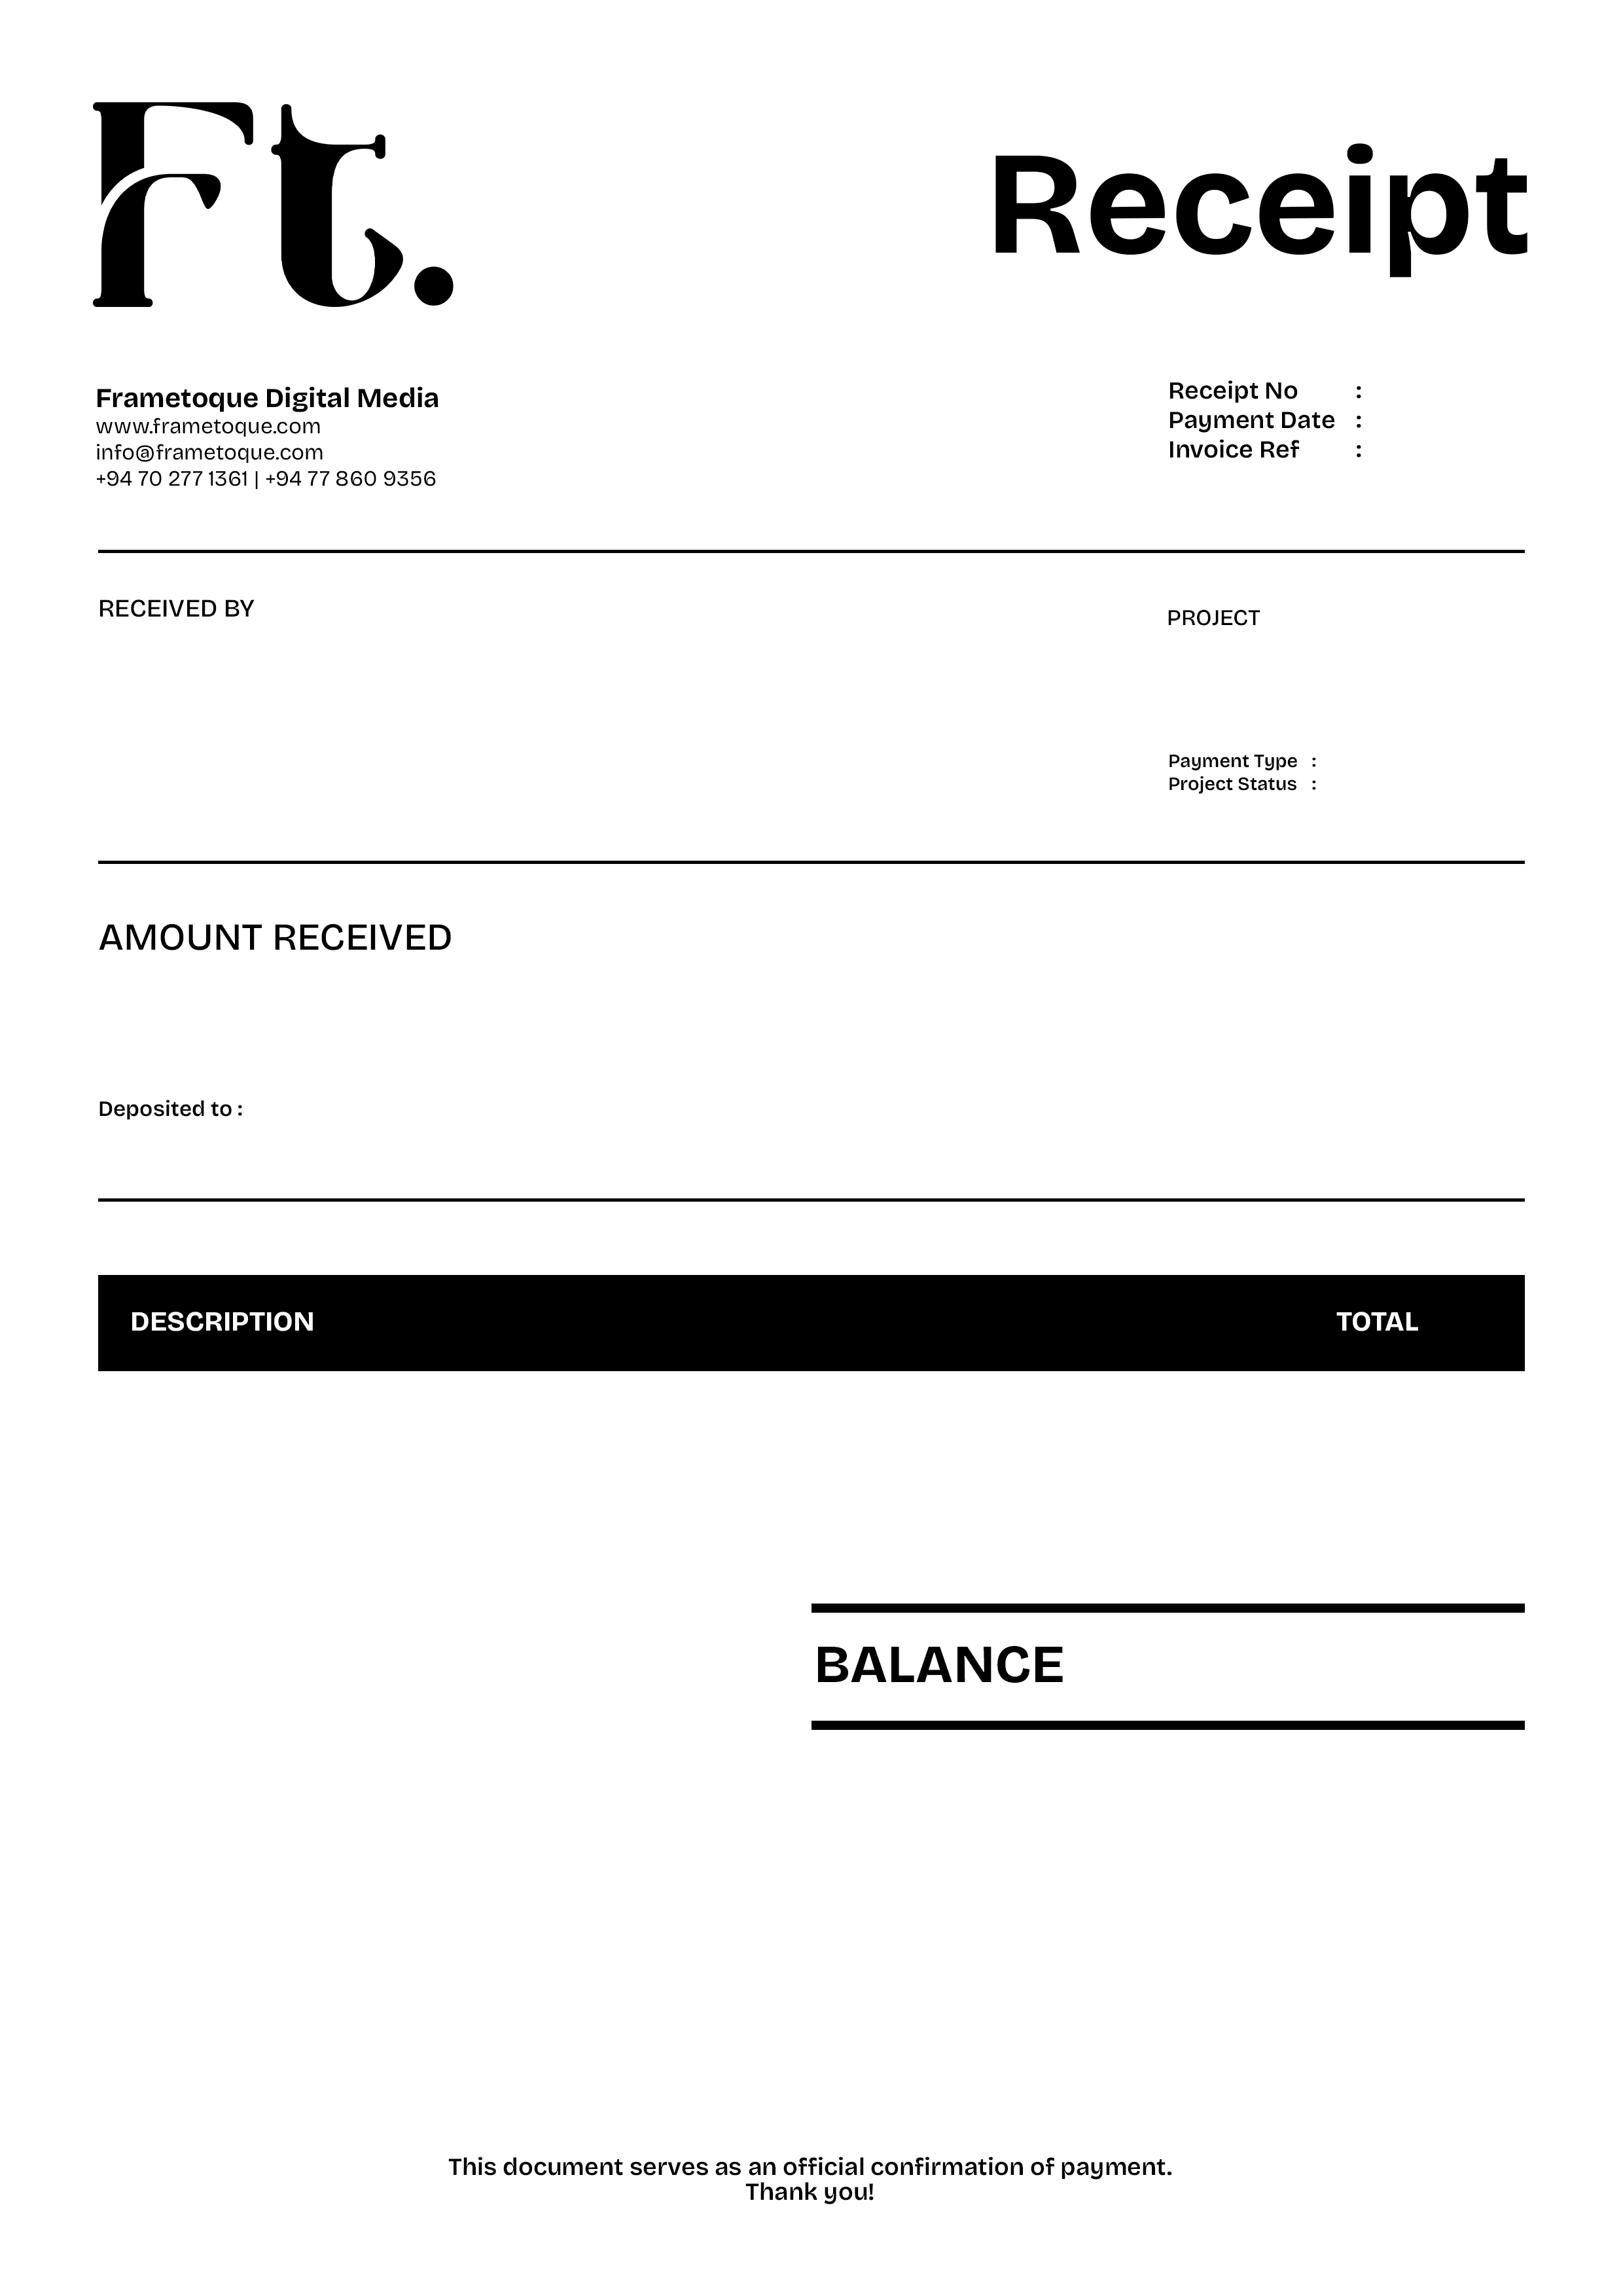 Ft.
Receipt
Frametoque Digital Media
www.frametoque.com
info@frametoque.com
+94 70 277 1361 | +94 77 860 9356
Receipt No :
Payment Date :
Invoice Ref :
RECEIVED BY
PROJECT
Payment Type :
Project Status :
AMOUNT RECEIVED
Deposited to :
DESCRIPTION TOTAL
BALANCE
This document serves as an official confirmation of payment.
Thank you!